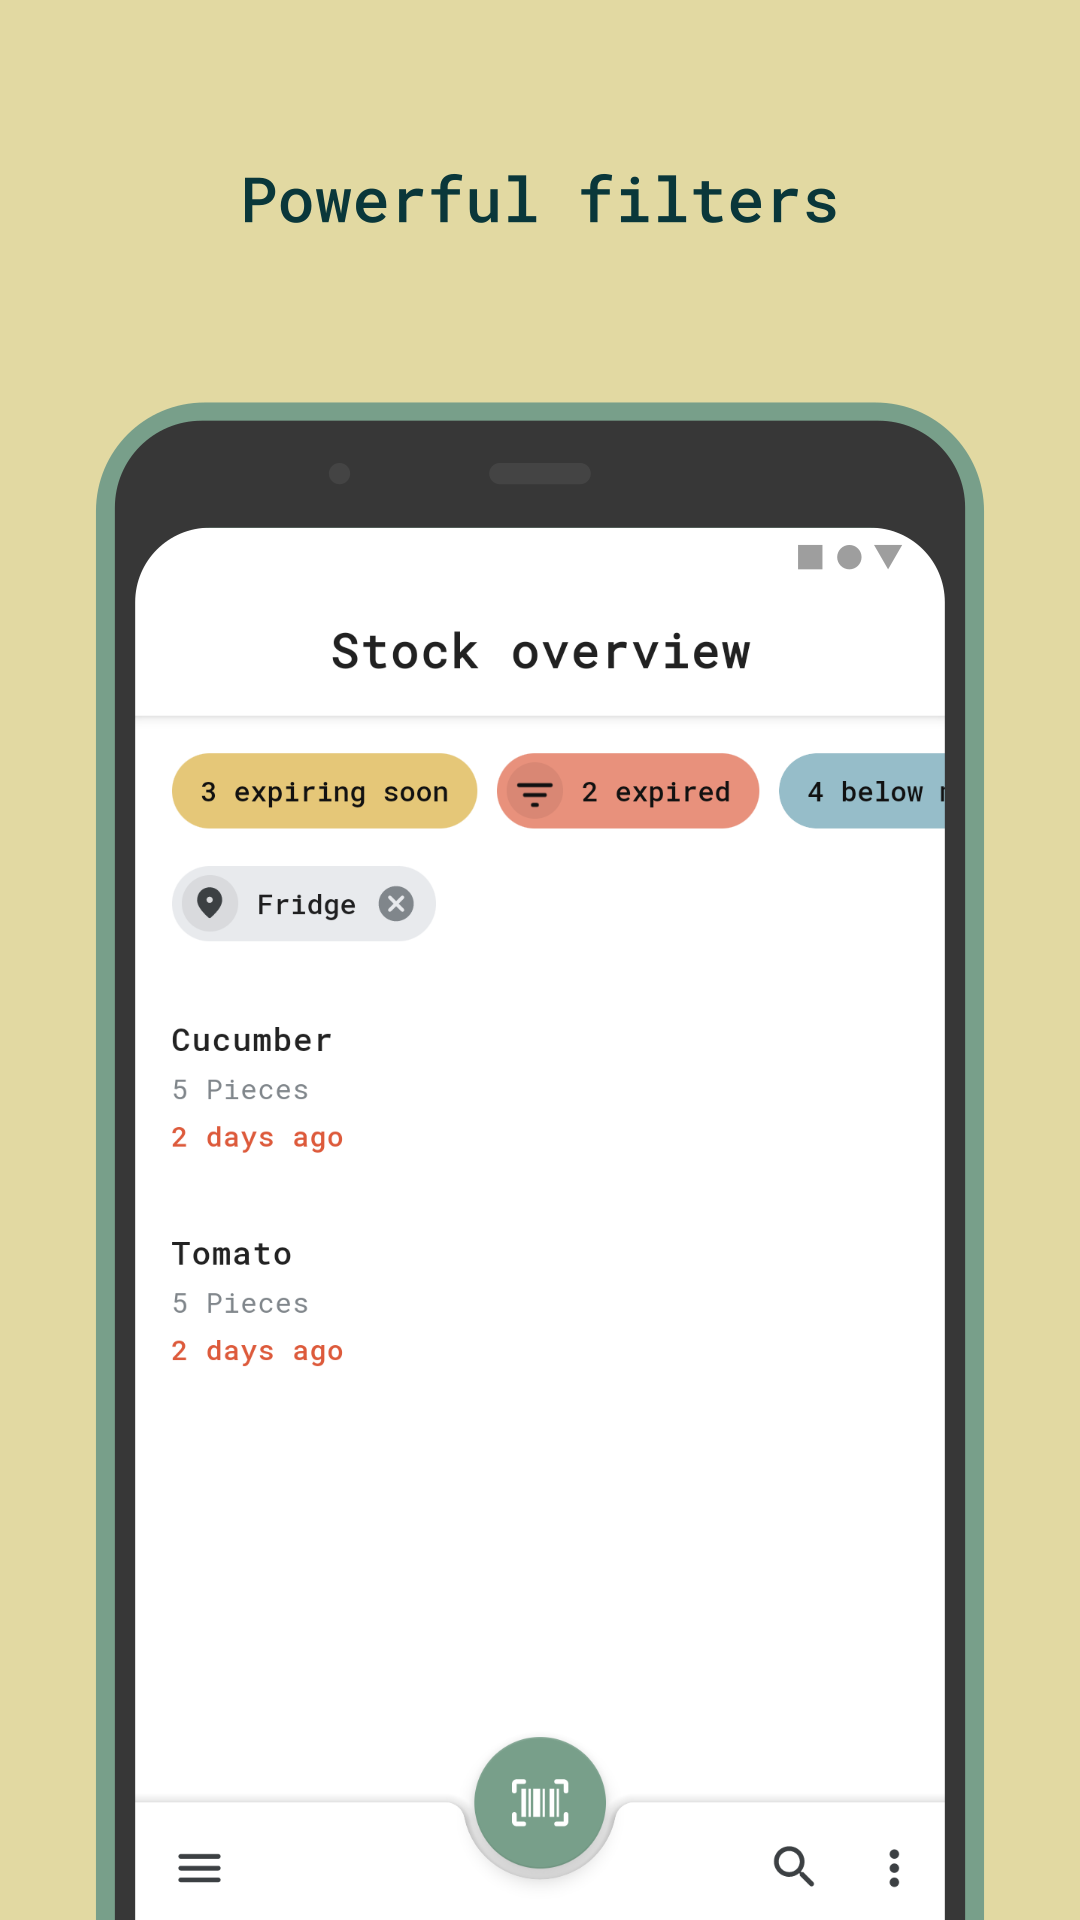 Powerful filters
Stock overview
3 expiring soon
2 expired
4 below
Fridge
Cucumber
5 Pieces
2 days ago
Tomato
5 Pieces
2 days ago